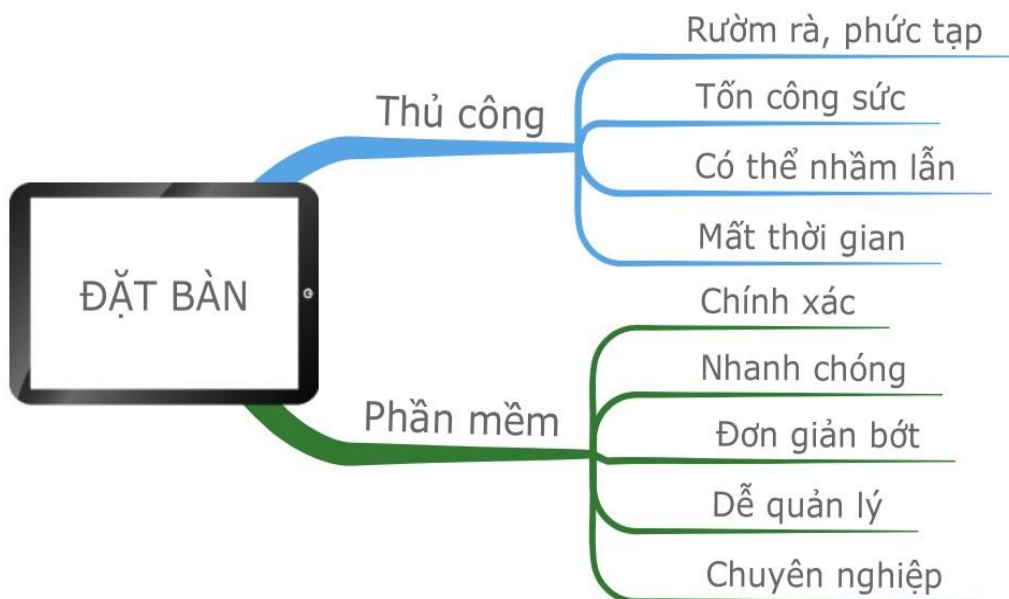 ĐẶT BÀN
Thủ công
Rườm rà, phức tạp
Tốn công sức
Có thể nhầm lẫn
Mất thời gian
Phần mềm
Chính xác
Nhanh chóng
Đơn giản bớt
Dễ quản lý
Chuyên nghiệp